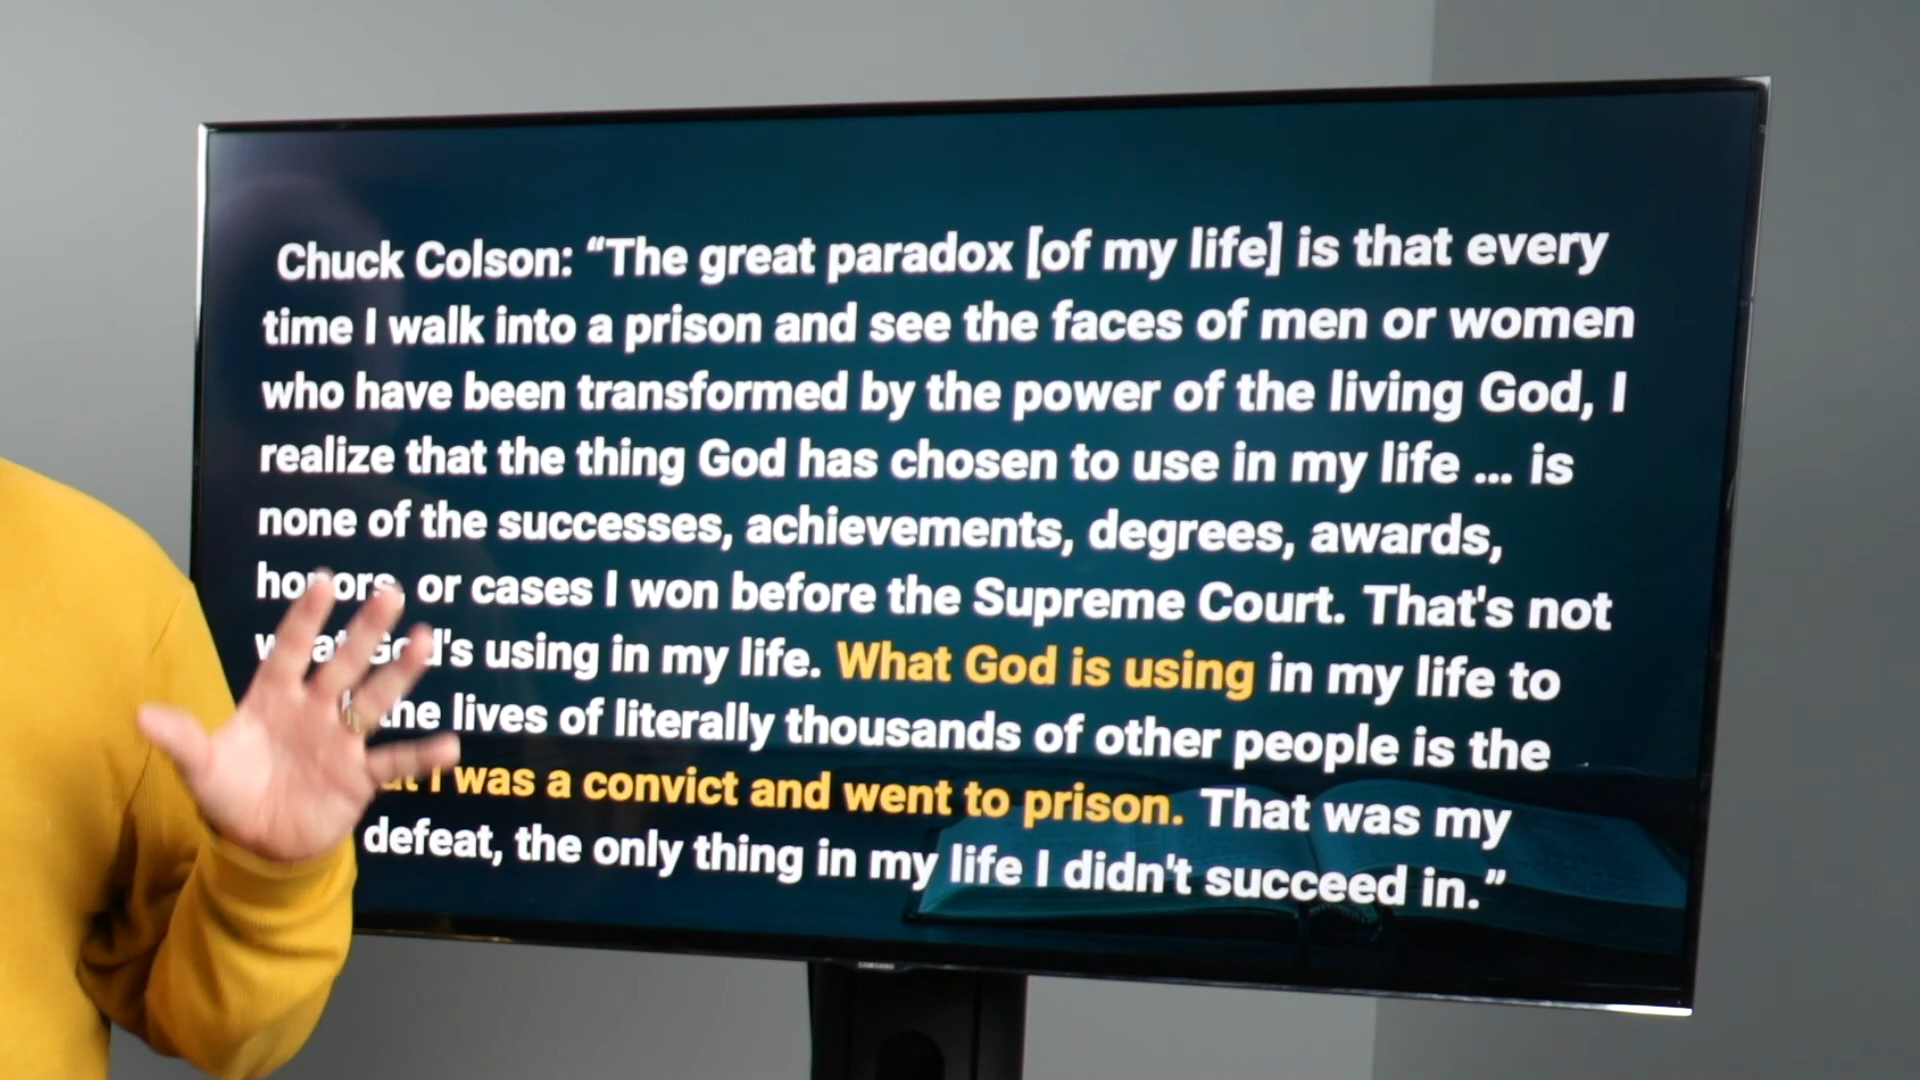 Chuck Colson: “The great paradox [of my life] is that every
time I walk into a prison and see the faces of men or women
who have been transformed by the power of the living God, I
realize that the thing God has chosen to use in my life ... is
none of the successes, achievements, degrees, awards,
honors, or cases I won before the Supreme Court. That's not
what God's using in my life. What God is using in my life to
the lives of literally thousands of other people is the
I was a convict and went to prison. That was my
defeat, the only thing in my life I didn't succeed in.”
SAMSUNG